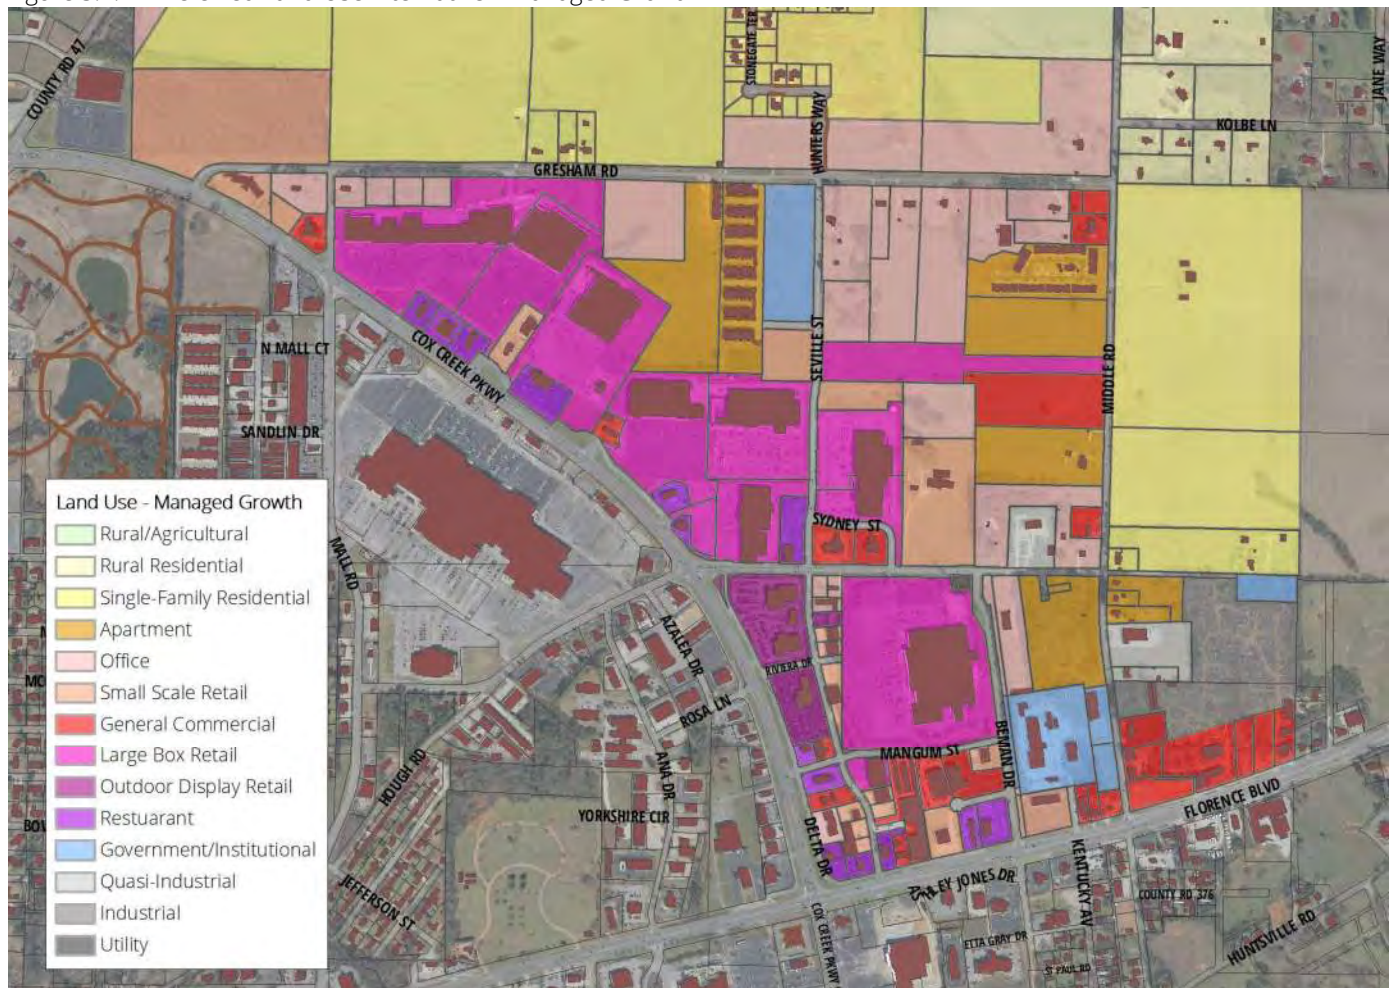 COUNTY RD 47
STONEGATE TER
HUNTERS WAY
JANE WAY
KOLBE LN
GRESHAM RD
N MALL CT
COX CREEK PKWY
SEVILLE ST
MIDDLE RD
SANDLIN DR
SYDNEY ST
MALL RD
AZALEA DR
RIVIERA DR
ROSA LN
BEMAN DR
MANGUM ST
HOUGH RD
ANA DR
YORKSHIRE CIR
DELTA DR
FLORENCE BLVD
KENTUCKY AV
JEFFERSON ST
COX CREEK PKWY
COUNTY RD 376
ETTA GRAY DR
ST PAUL RD
HUNTSVILLE RD
Land Use - Managed Growth
Rural/Agricultural
Rural Residential
Single-Family Residential
Apartment
Office
Small Scale Retail
General Commercial
Large Box Retail
Outdoor Display Retail
Restuarant
Government/Institutional
Quasi-Industrial
Industrial
Utility